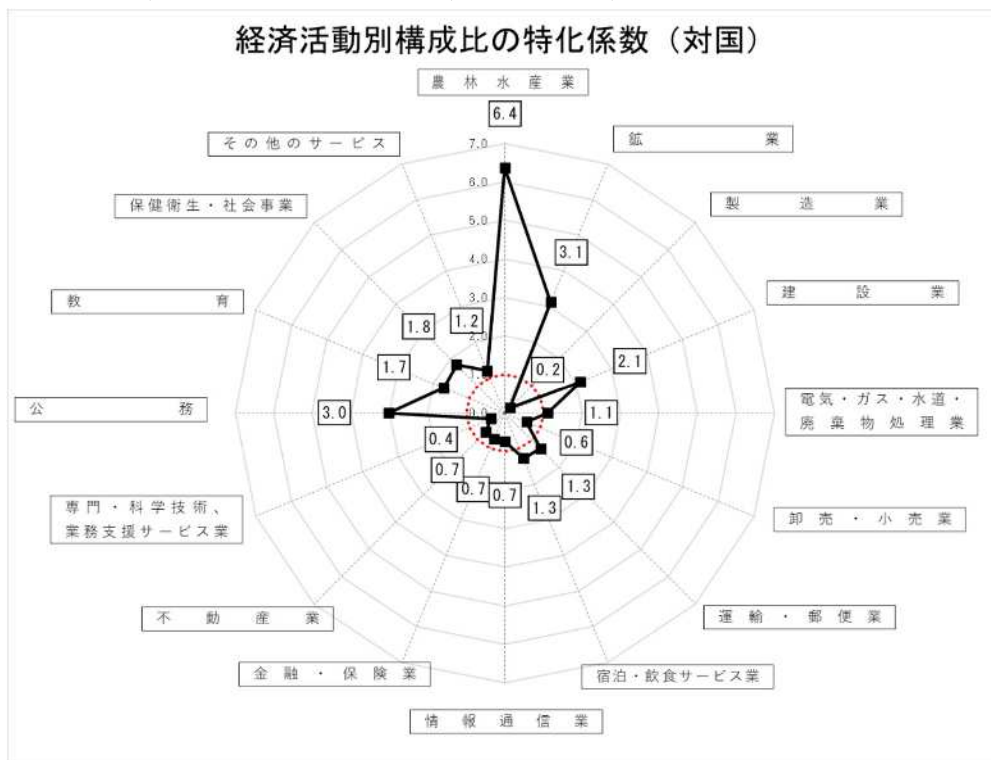 経済活動別構成比の特化係数（対国）
農林水産業
6.4
その他のサービス
鉱業
7.0
保健衛生・社会事業
6.0
製造業
5.0
4.0
3.1
教育
建設業
3.0
1.8
1.2
2.0
1.7
0.2
2.1
公務
3.0
0.0
1.1
電気・ガス・水道・
廃棄物処理業
0.4
0.6
0.7
0.7
0.7
1.3
1.3
専門・科学技術、
業務支援サービス業
卸売・小売業
不動産業
運輸・郵便業
金融・保険業
宿泊・飲食サービス業
情報通信業